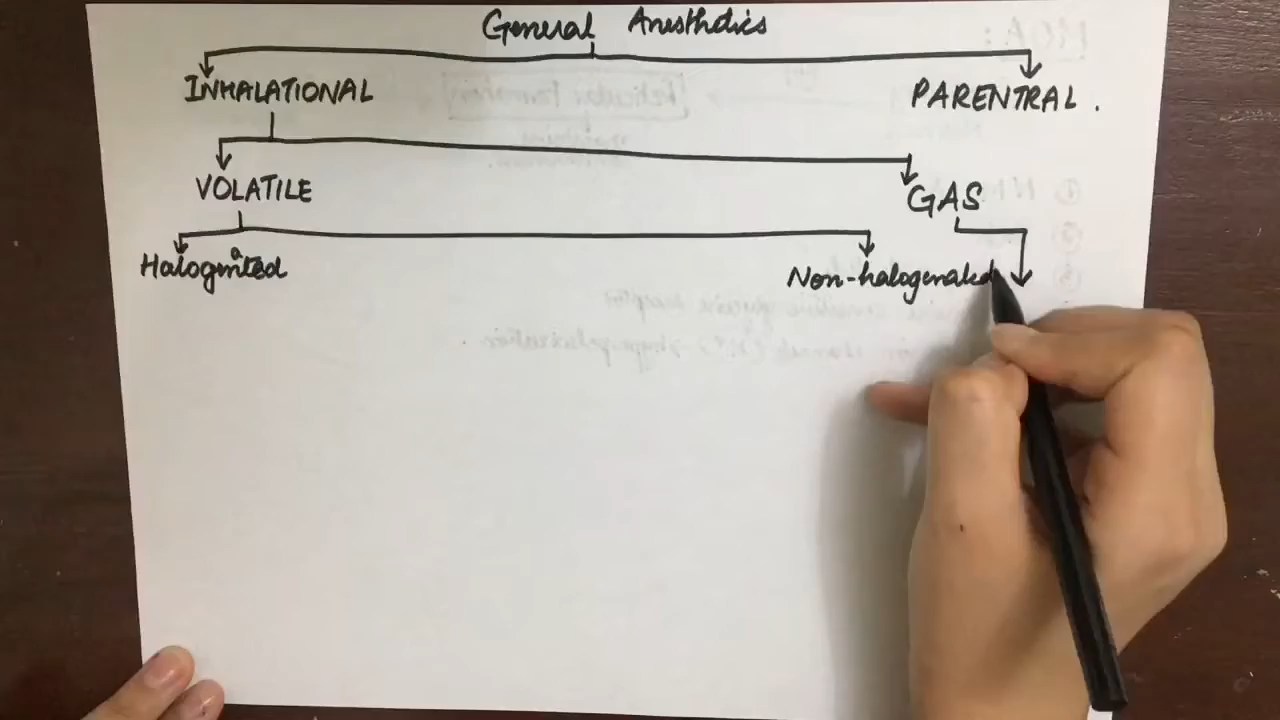 General Anesthetics
INHALATIONAL PARENTRAL .
VOLATILE GAS
Halogenated Non-halogenated